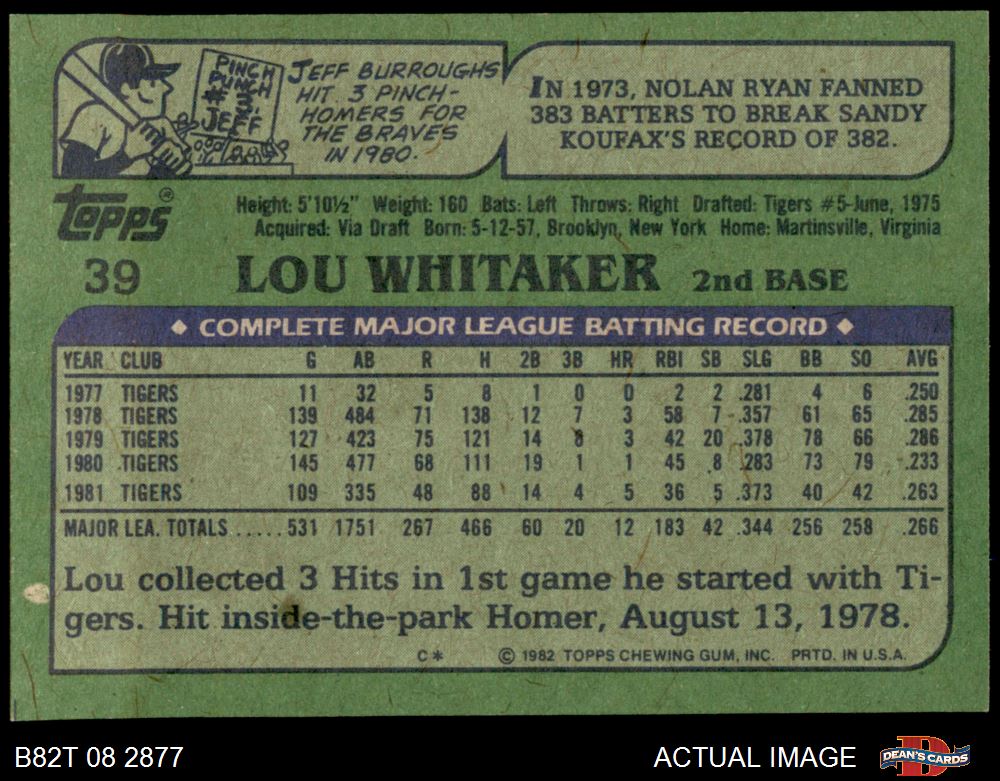 PINCH
PUNCH
JEFF
JEFF BURROUGHS
HIT 3 PINCH-
HOMERS FOR
THE BRAVES
IN 1980.
IN 1973, NOLAN RYAN FANNED
383 BATTERS TO BREAK SANDY
KOUFAX'S RECORD OF 382.
Topps®
Height: 5'10½" Weight: 160 Bats: Left Throws: Right Drafted: Tigers #5-June, 1975
Acquired: Via Draft Born: 5-12-57, Brooklyn, New York Home: Martinsville, Virginia
39 LOU WHITAKER 2nd BASE
◆ COMPLETE MAJOR LEAGUE BATTING RECORD ◆
YEAR CLUB G AB R H 2B 3B HR RBI SB SLG BB SO AVG
1977 TIGERS 11 32 5 8 1 0 0 2 2 .281 4 6 .250
1978 TIGERS 139 484 71 138 12 7 3 58 7 .357 61 65 .285
1979 TIGERS 127 423 75 121 14 8 3 42 20 .378 78 66 .286
1980 TIGERS 145 477 68 111 19 1 1 45 8 .283 73 79 .233
1981 TIGERS 109 335 48 88 14 4 5 36 5 .373 40 42 .263
MAJOR LEA. TOTALS ..... 531 1751 267 466 60 20 12 183 42 .344 256 258 .266
Lou collected 3 Hits in 1st game he started with Ti-
gers. Hit inside-the-park Homer, August 13, 1978.
C* © 1982 TOPPS CHEWING GUM, INC. PRTD. IN U.S.A.
B82T 08 2877 ACTUAL IMAGE D DEAN'S CARDS